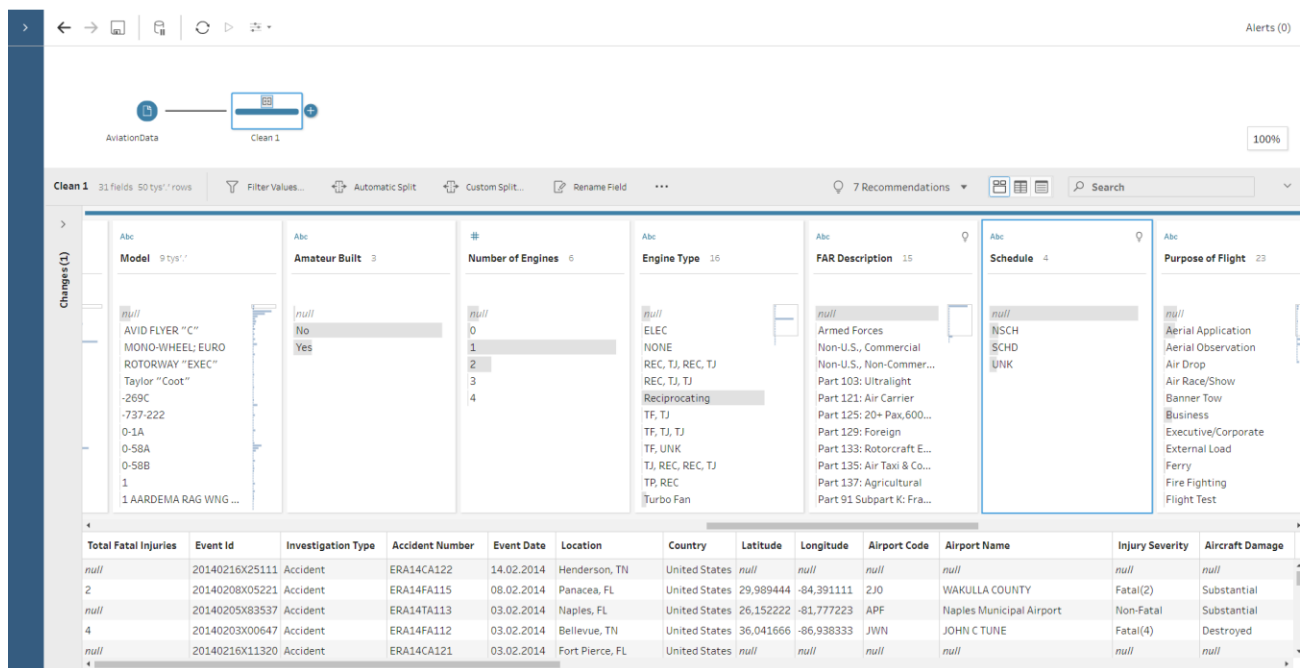 Alerts (0)
AviationData
Clean 1
100%
Clean 1 31 fields 50 tys'.' rows Filter Values... Automatic Split Custom Split... Rename Field ... 7 Recommendations Search
Changes (1)
Abc
Model 9 tys'.'
null
AVID FLYER "C"
MONO-WHEEL; EURO
ROTORWAY "EXEC"
Taylor "Coot"
-269C
-737-222
0-1A
0-58A
0-58B
1
1 AARDEMA RAG WNG ...
Abc
Amateur Built 3
null
No
Yes
#
Number of Engines 6
null
0
1
2
3
4
Abc
Engine Type 16
null
ELEC
NONE
REC, TJ, REC, TJ
REC, TJ, TJ
Reciprocating
TF, TJ
TF, TJ, TJ
TF, UNK
TJ, REC, REC, TJ
TP, REC
Turbo Fan
Abc
FAR Description 15
null
Armed Forces
Non-U.S., Commercial
Non-U.S., Non-Commer...
Part 103: Ultralight
Part 121: Air Carrier
Part 125: 20+ Pax,600...
Part 129: Foreign
Part 133: Rotorcraft E...
Part 135: Air Taxi & Co...
Part 137: Agricultural
Part 91 Subpart K: Fra...
Abc
Schedule 4
null
NSCH
SCHD
UNK
Abc
Purpose of Flight 23
null
Aerial Application
Aerial Observation
Air Drop
Air Race/Show
Banner Tow
Business
Executive/Corporate
External Load
Ferry
Fire Fighting
Flight Test
Total Fatal Injuries Event Id Investigation Type Accident Number Event Date Location Country Latitude Longitude Airport Code Airport Name Injury Severity Aircraft Damage
null 20140216X25111 Accident ERA14CA122 14.02.2014 Henderson, TN United States null null null null null null
2 20140208X05221 Accident ERA14FA115 08.02.2014 Panacea, FL United States 29,989444 -84,391111 2J0 WAKULLA COUNTY Fatal(2) Substantial
null 20140205X83537 Accident ERA14TA113 03.02.2014 Naples, FL United States 26,152222 -81,777223 APF Naples Municipal Airport Non-Fatal Substantial
4 20140203X00647 Accident ERA14FA112 03.02.2014 Bellevue, TN United States 36,041666 -86,938333 JWN JOHN C TUNE Fatal(4) Destroyed
null 20140216X11320 Accident ERA14CA121 03.02.2014 Fort Pierce, FL United States null null null null null null